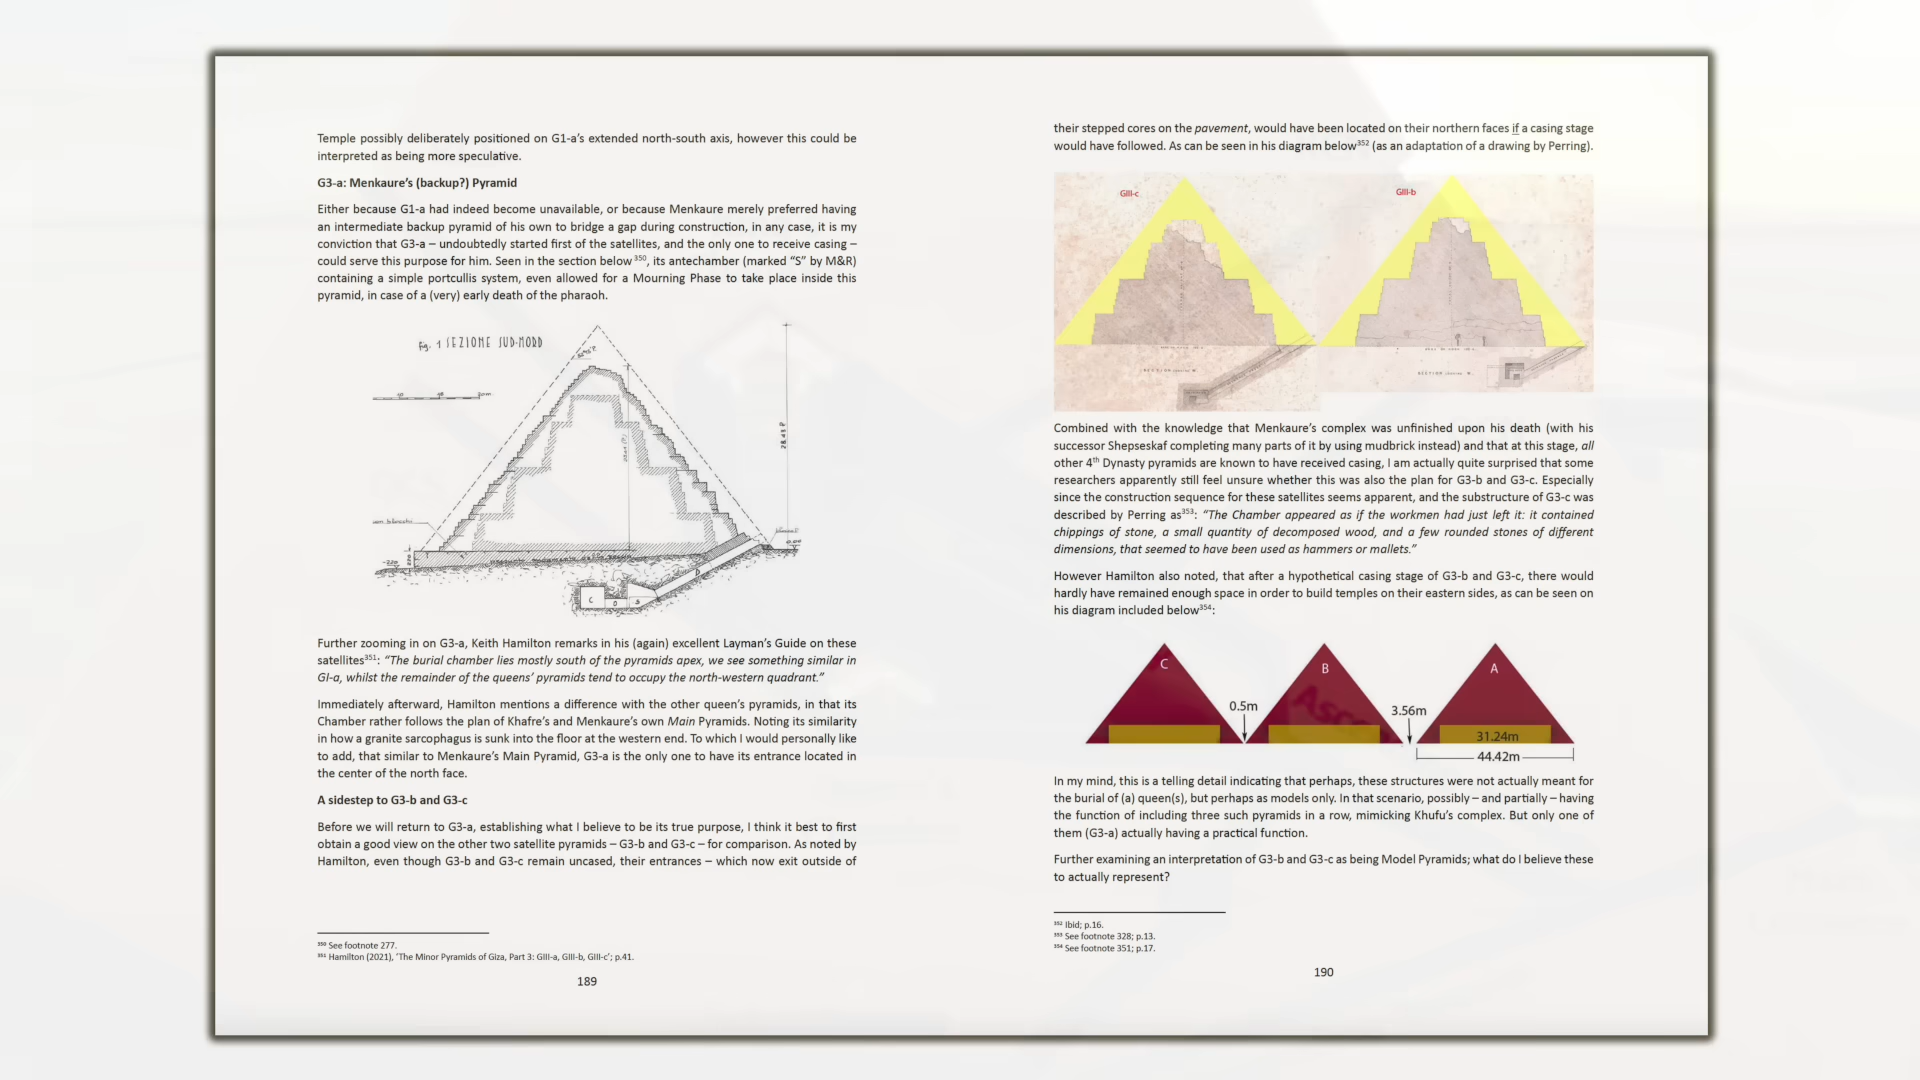 Temple possibly deliberately positioned on G1-a’s extended north-south axis, however this could be
interpreted as being more speculative.
G3-a: Menkaure’s (backup?) Pyramid
Either because G1-a had indeed become unavailable, or because Menkaure merely preferred having
an intermediate backup pyramid of his own to bridge a gap during construction, in any case, it is my
conviction that G3-a – undoubtedly started first of the satellites, and the only one to receive casing –
could serve this purpose for him. Seen in the section below 350, its antechamber (marked “S” by M&R)
containing a simple portcullis system, even allowed for a Mourning Phase to take place inside this
pyramid, in case of a (very) early death of the pharaoh.
fig. 1 SEZIONE SUD-NORD
28.43
C D S
D
Further zooming in on G3-a, Keith Hamilton remarks in his (again) excellent Layman’s Guide on these
satellites351: “The burial chamber lies mostly south of the pyramids apex, we see something similar in
GI-a, whilst the remainder of the queens’ pyramids tend to occupy the north-western quadrant.”
Immediately afterward, Hamilton mentions a difference with the other queen’s pyramids, in that its
Chamber rather follows the plan of Khafre’s and Menkaure’s own Main Pyramids. Noting its similarity
in how a granite sarcophagus is sunk into the floor at the western end. To which I would personally like
to add, that similar to Menkaure’s Main Pyramid, G3-a is the only one to have its entrance located in
the center of the north face.
A sidestep to G3-b and G3-c
Before we will return to G3-a, establishing what I believe to be its true purpose, I think it best to first
obtain a good view on the other two satellite pyramids – G3-b and G3-c – for comparison. As noted by
Hamilton, even though G3-b and G3-c remain uncased, their entrances – which now exit outside of
350 See footnote 277.
351 Hamilton (2021), ‘The Minor Pyramids of Giza, Part 3: GIII-a, GIII-b, GIII-c’; p.41.
189
their stepped cores on the pavement, would have been located on their northern faces if a casing stage
would have followed. As can be seen in his diagram below352 (as an adaptation of a drawing by Perring).
GIII-c
GIII-b
Combined with the knowledge that Menkaure’s complex was unfinished upon his death (with his
successor Shepseskaf completing many parts of it by using mudbrick instead) and that at this stage, all
other 4th Dynasty pyramids are known to have received casing, I am actually quite surprised that some
researchers apparently still feel unsure whether this was also the plan for G3-b and G3-c. Especially
since the construction sequence for these satellites seems apparent, and the substructure of G3-c was
described by Perring as353: “The Chamber appeared as if the workmen had just left it: it contained
chippings of stone, a small quantity of decomposed wood, and a few rounded stones of different
dimensions, that seemed to have been used as hammers or mallets.”
However Hamilton also noted, that after a hypothetical casing stage of G3-b and G3-c, there would
hardly have remained enough space in order to build temples on their eastern sides, as can be seen on
his diagram included below354:
C B A
0.5m 3.56m
31.24m
44.42m
In my mind, this is a telling detail indicating that perhaps, these structures were not actually meant for
the burial of (a) queen(s), but perhaps as models only. In that scenario, possibly – and partially – having
the function of including three such pyramids in a row, mimicking Khufu’s complex. But only one of
them (G3-a) actually having a practical function.
Further examining an interpretation of G3-b and G3-c as being Model Pyramids; what do I believe these
to actually represent?
352 Ibid; p.16.
353 See footnote 328; p.13.
354 See footnote 351; p.17.
190